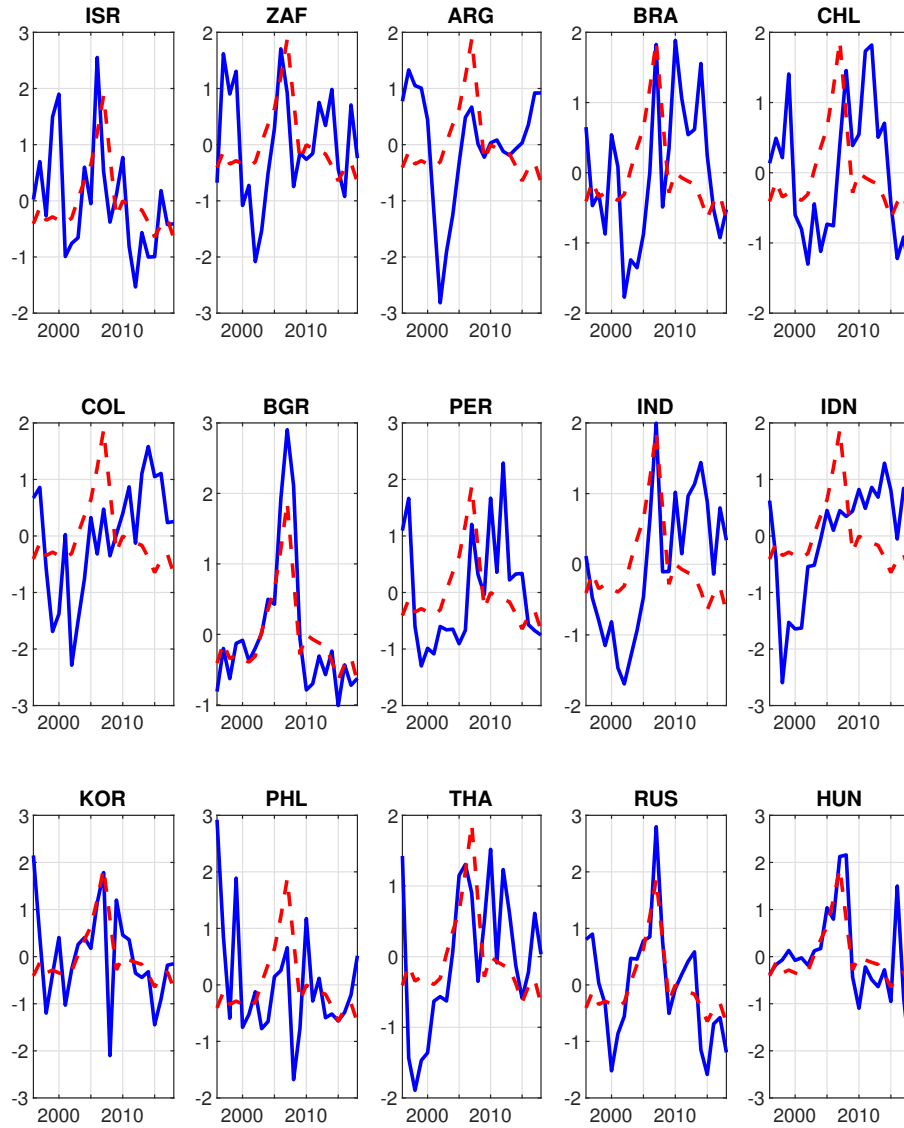 ISR ZAF ARG BRA CHL
3 2 2 2 2
2 1 1 1 1
1 0 0 0 0
0 -1 -1 -1 -1
-1 -2 -2
-2 -3 -3 -2 -2
2000 2010 2000 2010 2000 2010 2000 2010 2000 2010
COL BGR PER IND IDN
2 3 3 2 2
1 2 2 1 1
0 1 1 0 0
-1 0 0 -1 -1
-2 -1 -2
-3 -1 -2 -2 -3
2000 2010 2000 2010 2000 2010 2000 2010 2000 2010
KOR PHL THA RUS HUN
3 3 2 3 3
2 2 1 2 2
1 1 0 1 1
0 0 0 0
-1 -1 -1 -1 -1
-2 -2
-3 -2 -2 -2 -3
2000 2010 2000 2010 2000 2010 2000 2010 2000 2010